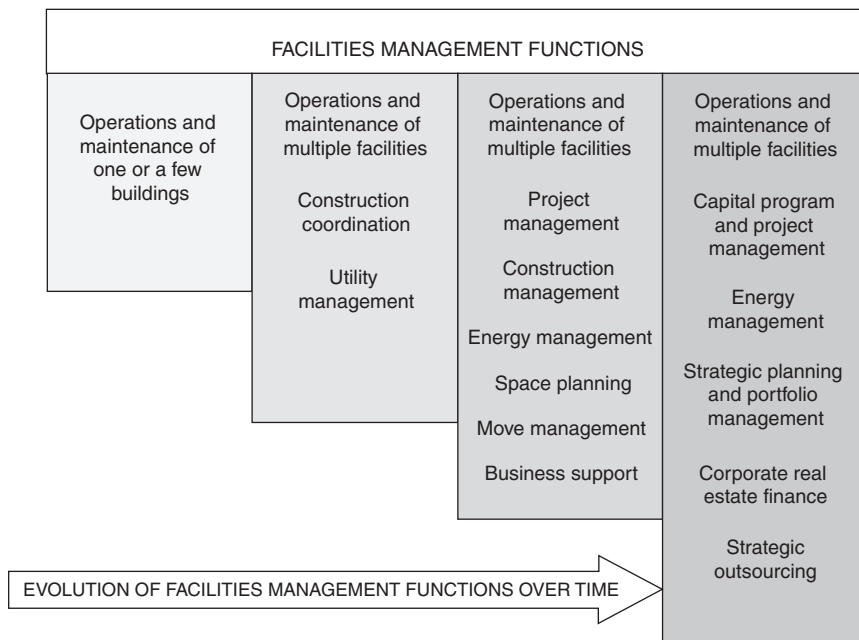 FACILITIES MANAGEMENT FUNCTIONS
Operations and
maintenance of
one or a few
buildings
Operations and
maintenance of
multiple facilities
Construction
coordination
Utility
management
Operations and
maintenance of
multiple facilities
Project
management
Construction
management
Energy management
Space planning
Move management
Business support
Operations and
maintenance of
multiple facilities
Capital program
and project
management
Energy
management
Strategic planning
and portfolio
management
Corporate real
estate finance
Strategic
outsourcing
EVOLUTION OF FACILITIES MANAGEMENT FUNCTIONS OVER TIME